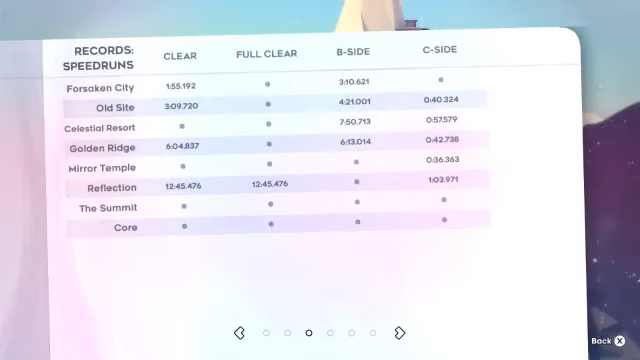 RECORDS: SPEEDRUNS CLEAR FULL CLEAR B-SIDE C-SIDE
Forsaken City 1:55.192 • 3:10.621 •
Old Site 3:09.720 • 4:21.001 0:40.324
Celestial Resort • • 7:50.713 0:57.579
Golden Ridge 6:04.837 • 6:13.014 0:42.738
Mirror Temple • • • 0:36.363
Reflection 12:45.476 12:45.476 • 1:03.971
The Summit • • • •
Core • • • •
Back X